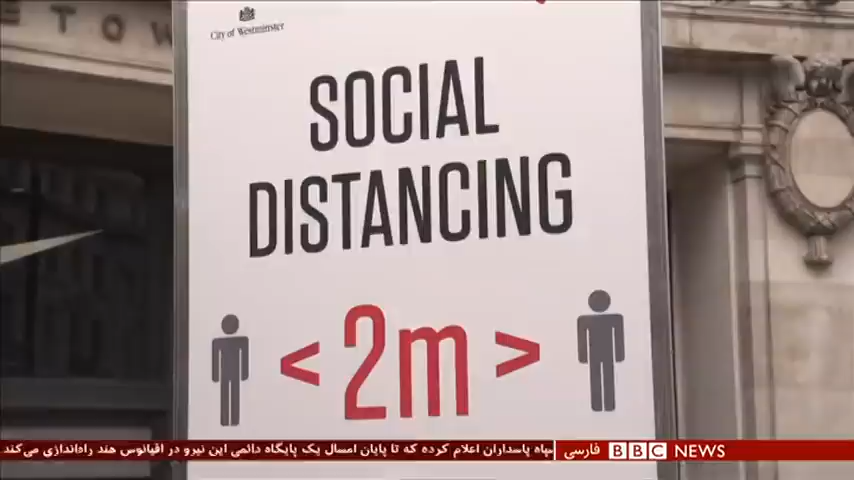 ETOW
City of Westminster
SOCIAL
DISTANCING
< 2m >
سپاه پاسداران اعلام کرده که تا پایان امسال یک پایگاه دائمی این نیرو در اقیانوس هند راه‌اندازی می‌کند.
BBC NEWS فارسی